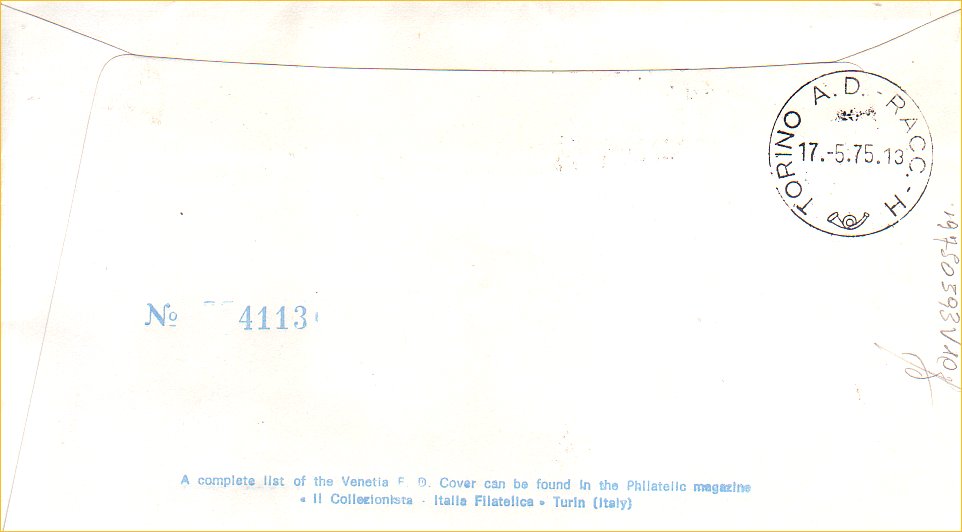 TORINO A.D. - RACC. - H
17.-5.75.13
Nº 4113
A complete list of the Venetia F. D. Cover can be found in the Philatelic magazine
« Il Collezionista - Italia Filatelica » Turin (Italy)